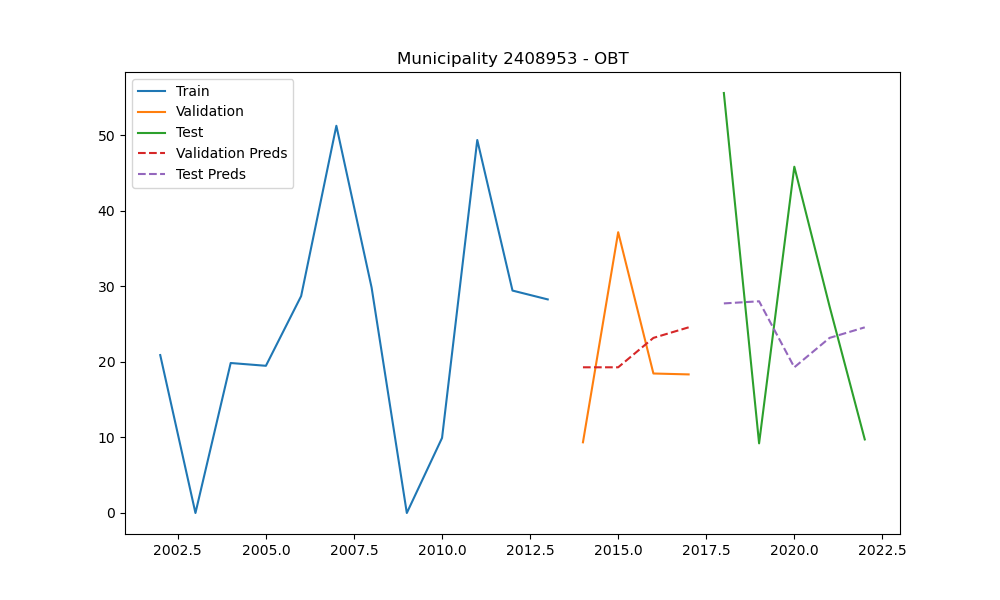 Municipality 2408953 - OBT
Train
Validation
Test
Validation Preds
Test Preds
50
40
30
20
10
0
2002.5 2005.0 2007.5 2010.0 2012.5 2015.0 2017.5 2020.0 2022.5